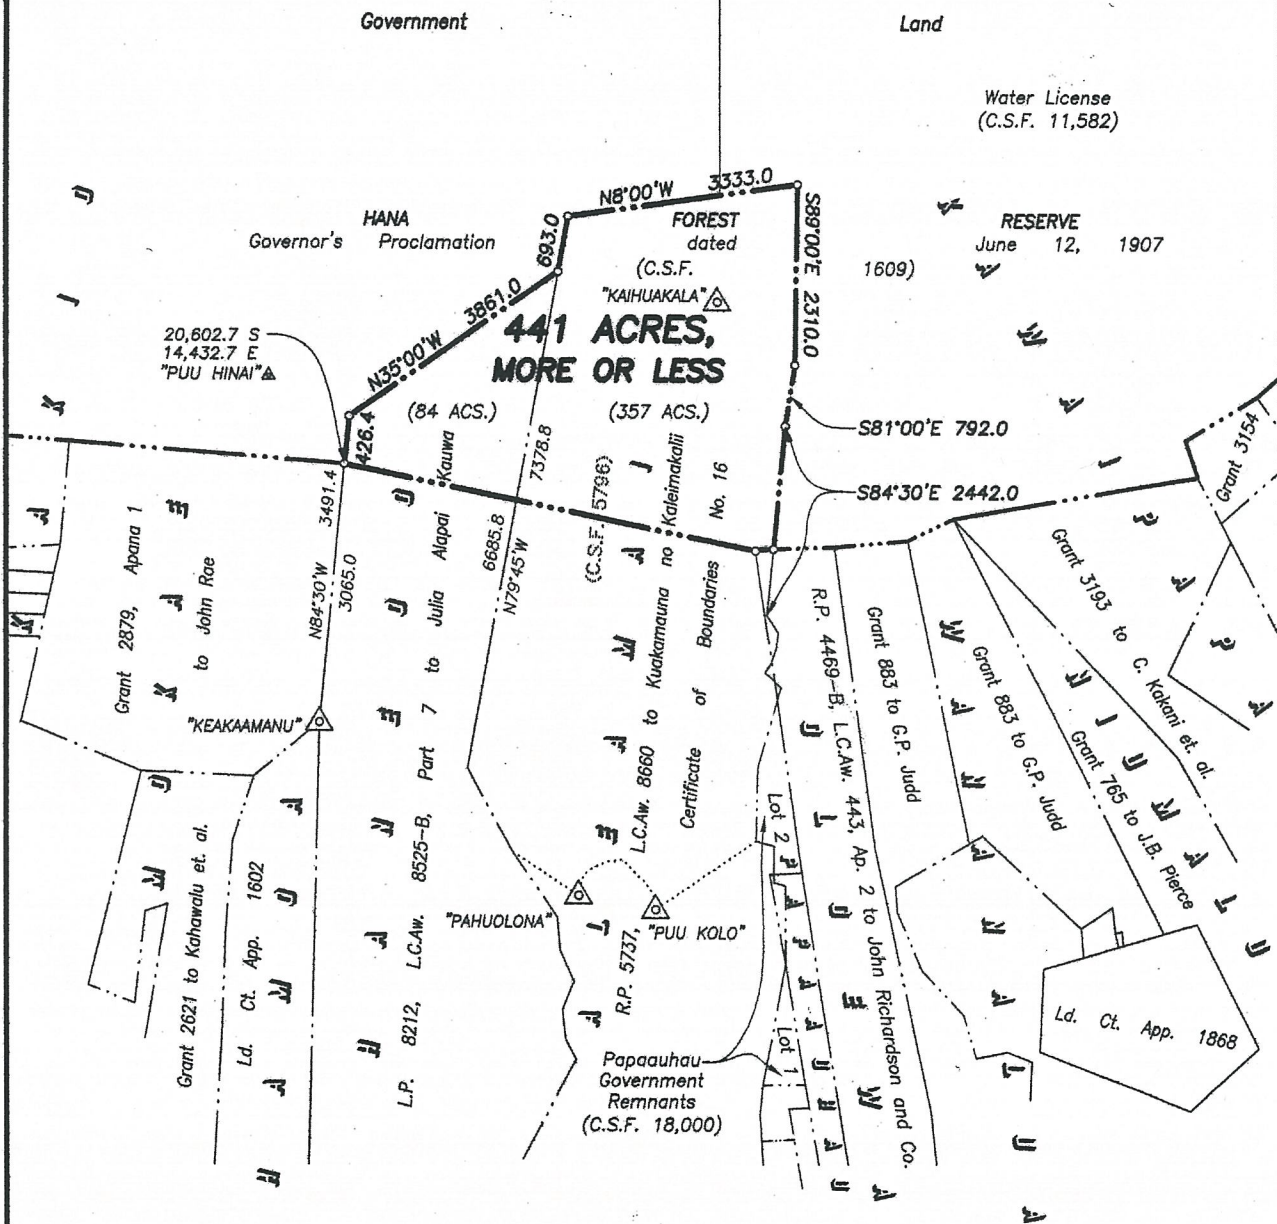 Government
Land
Water License
(C.S.F. 11,582)
HANA
Governor's Proclamation
FOREST
dated
(C.S.F.
1609)
RESERVE
June 12, 1907
N8°00'W 3333.0
693.0
S89°00'E 2310.0
"KAIHUAKALA"
N35°00'W 3861.0
441 ACRES,
MORE OR LESS
20,602.7 S
14,432.7 E
"PUU HINAI"
426.4
(84 ACS.)
(357 ACS.)
S81°00'E 792.0
S84°30'E 2442.0
7378.8
6685.8
N79°45'W
3491.4
N84°30'W
3065.0
(C.S.F. 5796)
Grant 3154
Grant 2879, Apana 1
to John Rae
"KEAKAAMANU"
L.P. 8212, L.C.Aw. 8525-B, Part 7 to Julia Alapai
Kauwa
R.P. 5737,
L.C.Aw. 8660 to Kuakamauna no Kaleimakalii
Certificate of Boundaries No. 16
R.P. 4469-B, L.C.Aw. 443, Ap. 2 to John Richardson and Co.
Grant 883 to G.P. Judd
Grant 883 to G.P. Judd
Grant 765 to J.B. Pierce
Grant 3193 to C. Kakani et. al.
Lot 2
Lot 1
"PAHUOLONA"
"PUU KOLO"
Grant 2621 to Kahawalu et. al.
Ld. Ct. App. 1602
Ld. Ct. App. 1868
Papaauhau
Government
Remnants
(C.S.F. 18,000)
PAPAAUHAU